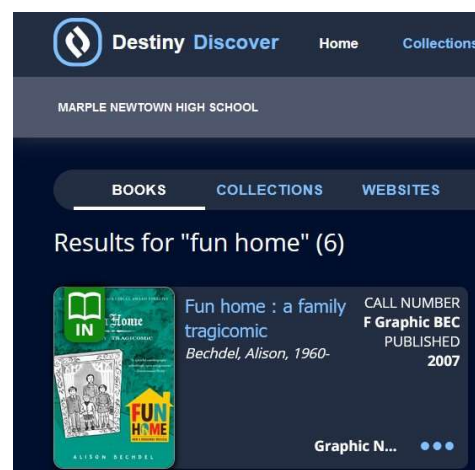 Destiny Discover Home Collections
MARPLE NEWTOWN HIGH SCHOOL
BOOKS COLLECTIONS WEBSITES
Results for "fun home" (6)
IN
Home
TRAGICOMIC
FUN
HOME
ALISON BECHDEL
Fun home : a family
tragicomic
Bechdel, Alison, 1960-
CALL NUMBER
F Graphic BEC
PUBLISHED
2007
Graphic N...